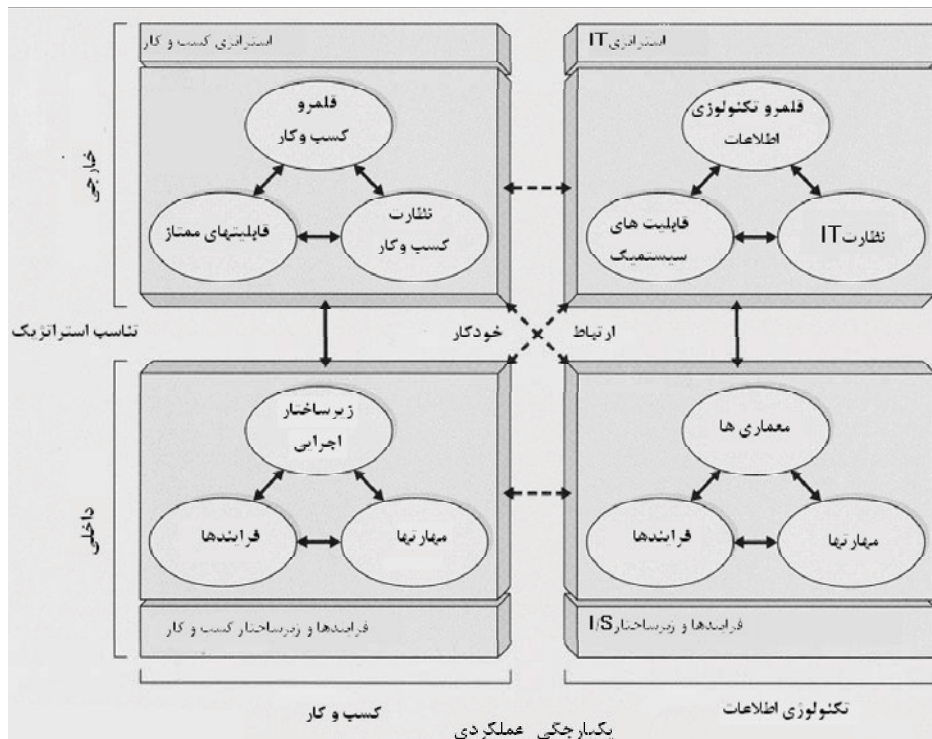 استراتژی کسب و کار
استراتژی IT
قلمرو
کسب وکار
قابلیتهای ممتاز
نظارت
کسب وکار
قلمرو تکنولوژی
اطلاعات
قابلیت های
سیستمیک
نظارت IT
خارجی
تناسب استراتژیک
خودکار
ارتباط
داخلی
زیرساختار
اجرایی
فرایندها
مهارتها
معماری ها
فرایندها
مهارتها
فرایندها و زیرساختار کسب و کار
فرایندها و زیرساختار I/S
کسب و کار
تکنولوژی اطلاعات
یکپارچگی عملکردی